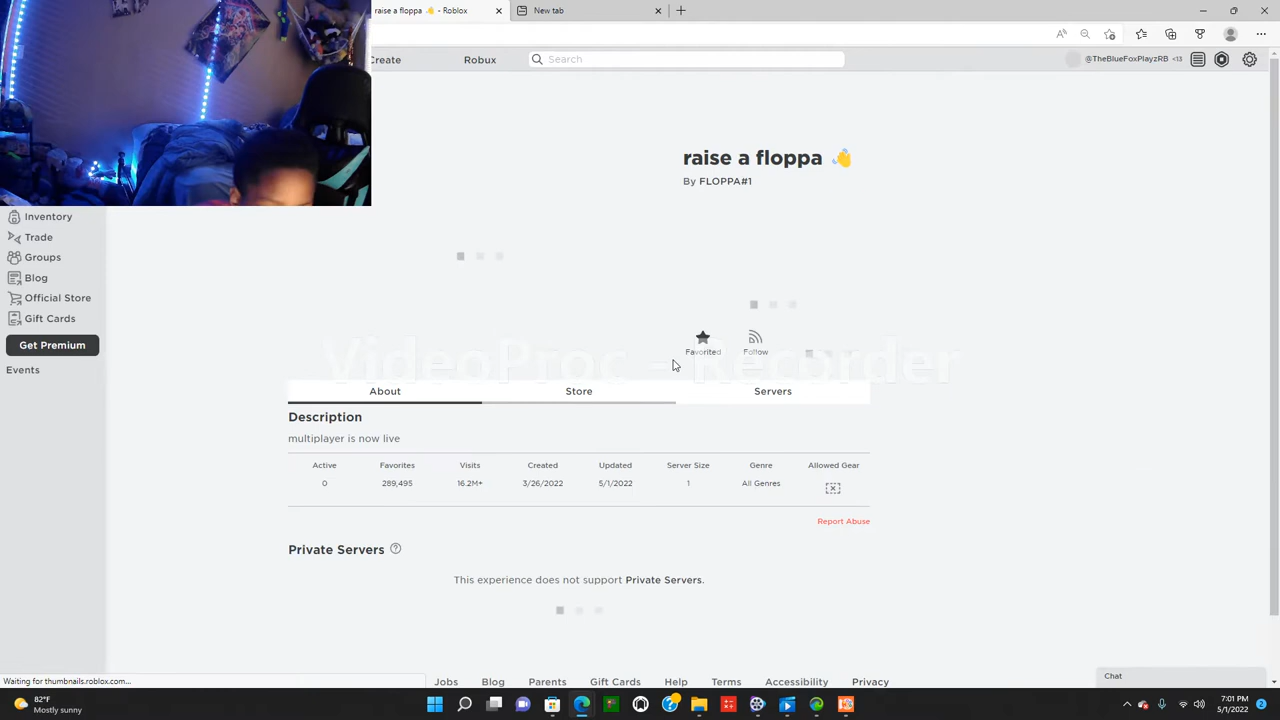 raise a floppa 👋 - Roblox
New tab
Create
Robux
Search
@TheBlueFoxPlayzRB <13
raise a floppa 👋
By FLOPPA#1
Inventory
Trade
Groups
Blog
Official Store
Gift Cards
Get Premium
Events
Favorited
Follow
VideoProc - Recorder
About
Store
Servers
Description
multiplayer is now live
Active
Favorites
Visits
Created
Updated
Server Size
Genre
Allowed Gear
0
289,495
16.2M+
3/26/2022
5/1/2022
1
All Genres
Report Abuse
Private Servers
This experience does not support Private Servers.
Waiting for thumbnails.roblox.com...
Jobs
Blog
Parents
Gift Cards
Help
Terms
Accessibility
Privacy
Chat
82°F
Mostly sunny
7:01 PM
5/1/2022